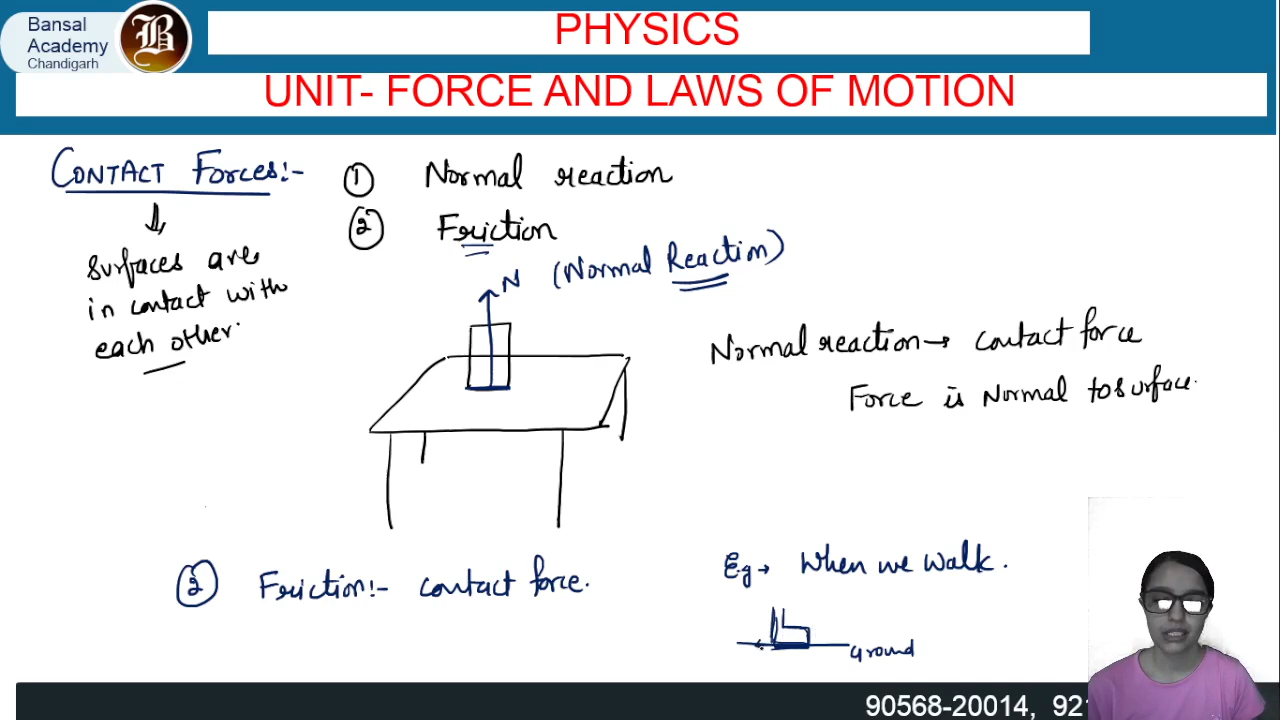 Bansal
Academy
Chandigarh
B
PHYSICS
UNIT- FORCE AND LAWS OF MOTION
CONTACT Forces:-
① Normal reaction
② Friction
surfaces are
in contact with
each other.
N (Normal Reaction)
Normal reaction → contact force
Force is Normal to surface.
② Friction:- contact force.
E.g → When we walk.
Ground
90568-20014, 92